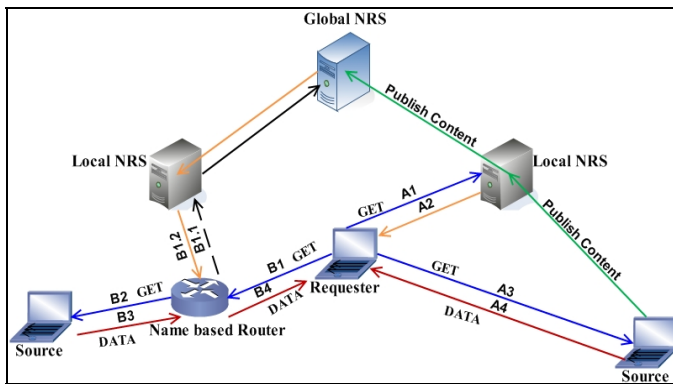 Global NRS
Publish Content
Local NRS
Local NRS
A1
GET
A2
Publish Content
B1.2
B1.1
B1 GET
B4
DATA
Requester
GET A3
A4
DATA
B2 GET
B3
DATA
Name based Router
Source
Source